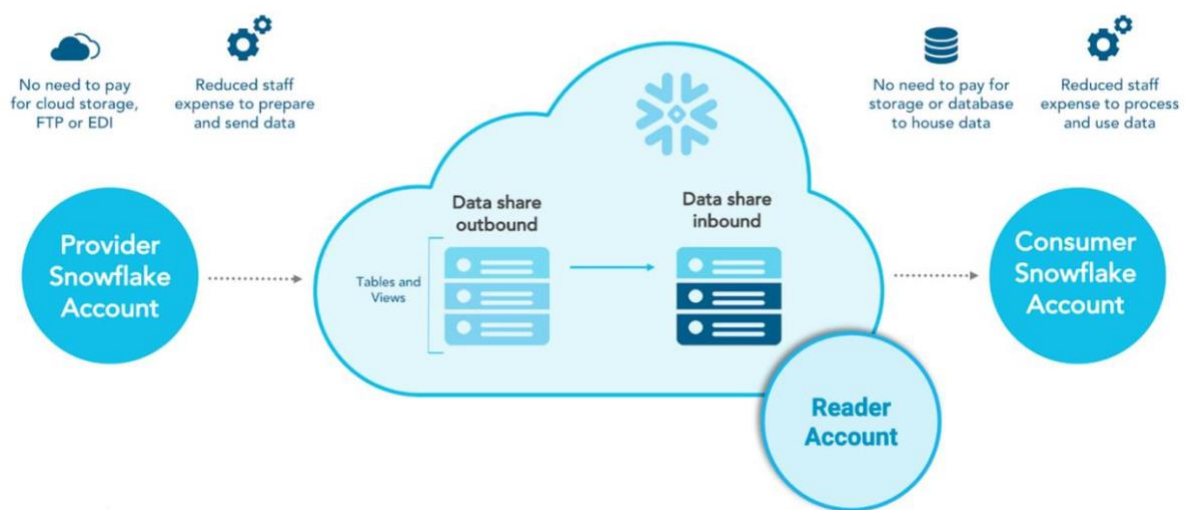 No need to pay
for cloud storage,
FTP or EDI
Reduced staff
expense to prepare
and send data
No need to pay for
storage or database
to house data
Reduced staff
expense to process
and use data
Provider
Snowflake
Account
Data share
outbound
Tables and
Views
Data share
inbound
Consumer
Snowflake
Account
Reader
Account